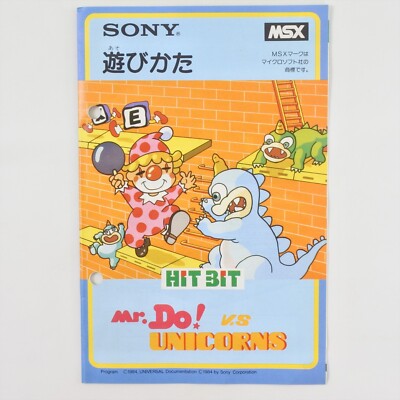 SONY®
MSX
あそ
遊びかた
MSXマークは
マイクロソフト社の
商標です。
E
HIT BIT
Mr. Do! V.S
UNICORNS
Program ©1984, UNIVERSAL Documentation ©1984 by Sony Corporation